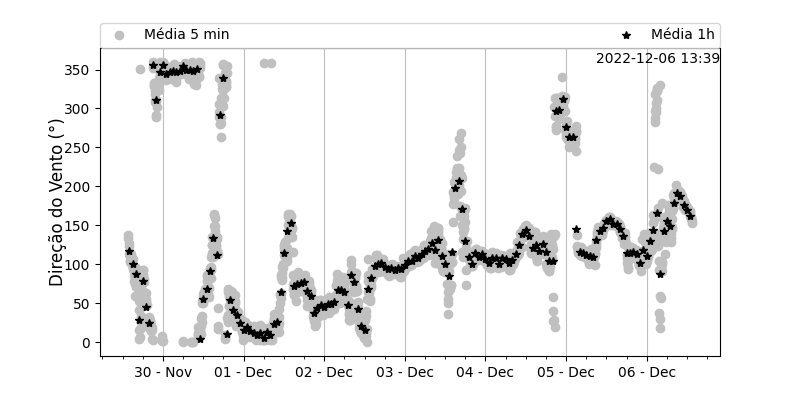 Média 5 min
Média 1h
2022-12-06 13:39
Direção do Vento (°)
350
300
250
200
150
100
50
0
30 - Nov
01 - Dec
02 - Dec
03 - Dec
04 - Dec
05 - Dec
06 - Dec